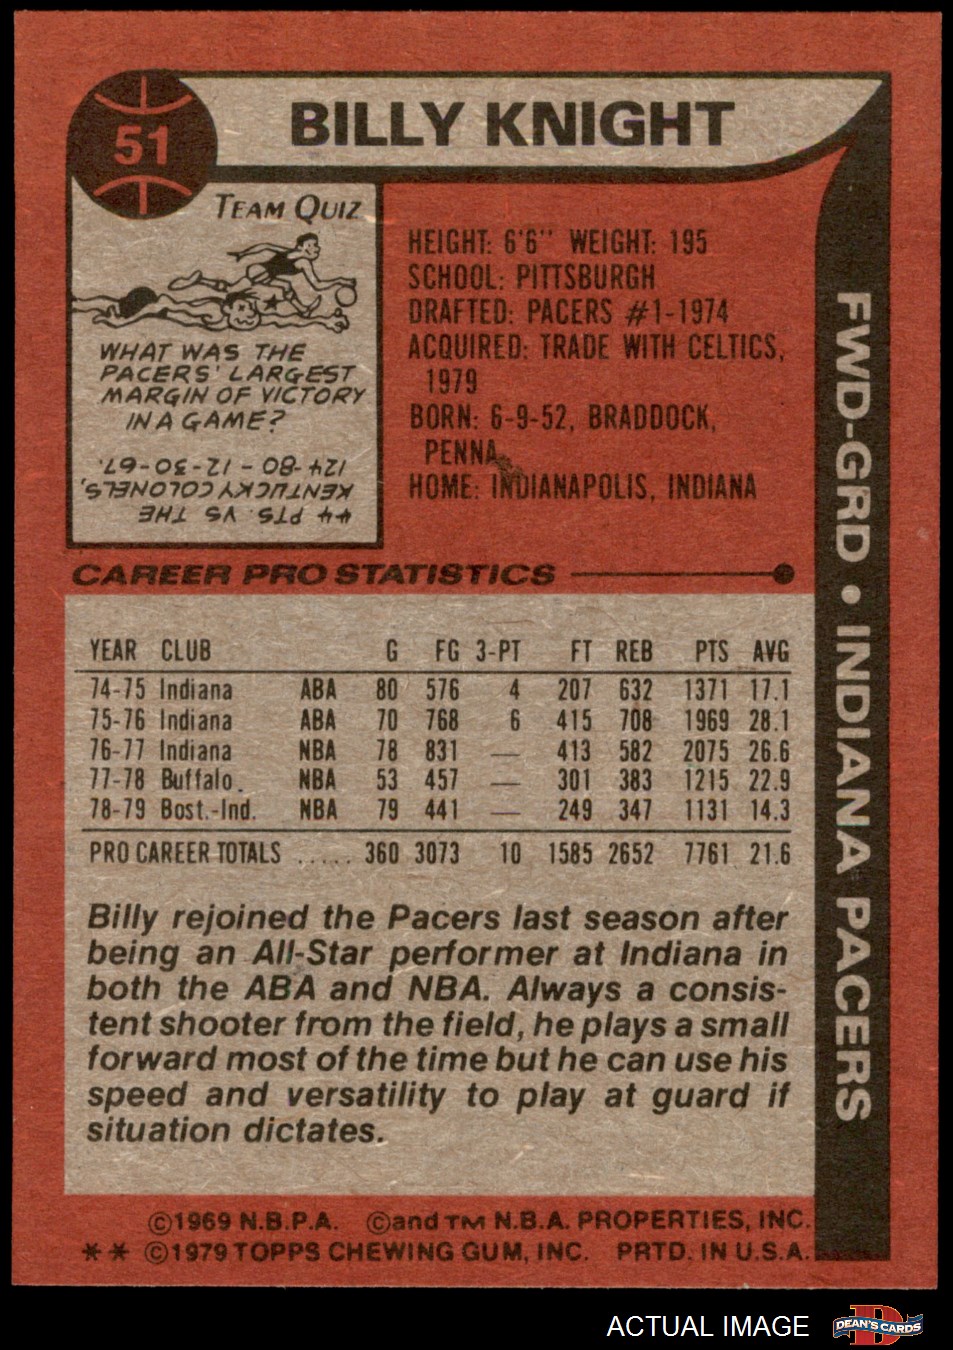 51
BILLY KNIGHT
TEAM QUIZ
WHAT WAS THE
PACERS' LARGEST
MARGIN OF VICTORY
IN A GAME?
44 PTS. VS THE
KENTUCKY COLONELS,
124-80 - 12-30-67.
HEIGHT: 6'6" WEIGHT: 195
SCHOOL: PITTSBURGH
DRAFTED: PACERS #1-1974
ACQUIRED: TRADE WITH CELTICS,
1979
BORN: 6-9-52, BRADDOCK,
PENNA.
HOME: INDIANAPOLIS, INDIANA
FWD-GRD • INDIANA PACERS
CAREER PRO STATISTICS
YEAR CLUB G FG 3-PT FT REB PTS AVG
74-75 Indiana ABA 80 576 4 207 632 1371 17.1
75-76 Indiana ABA 70 768 6 415 708 1969 28.1
76-77 Indiana NBA 78 831 — 413 582 2075 26.6
77-78 Buffalo. NBA 53 457 — 301 383 1215 22.9
78-79 Bost.-Ind. NBA 79 441 — 249 347 1131 14.3
PRO CAREER TOTALS ..... 360 3073 10 1585 2652 7761 21.6
Billy rejoined the Pacers last season after
being an All-Star performer at Indiana in
both the ABA and NBA. Always a consis-
tent shooter from the field, he plays a small
forward most of the time but he can use his
speed and versatility to play at guard if
situation dictates.
©1969 N.B.P.A. ©and TM N.B.A. PROPERTIES, INC.
** ©1979 TOPPS CHEWING GUM, INC. PRTD. IN U.S.A.
ACTUAL IMAGE
D
DEAN'S CARDS